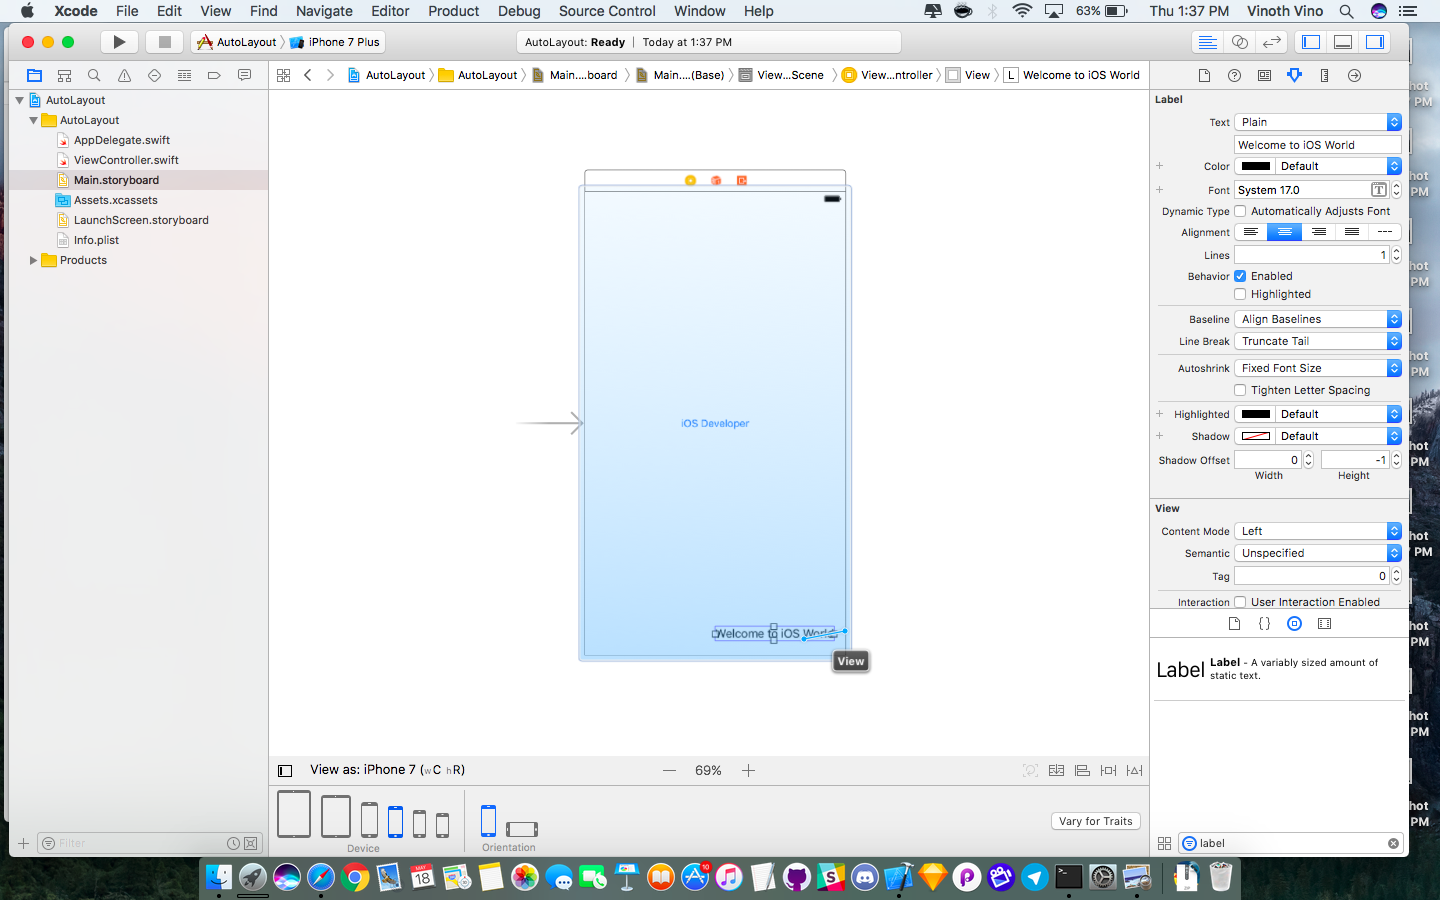 Xcode File Edit View Find Navigate Editor Product Debug Source Control Window Help 63% Thu 1:37 PM Vinoth Vino
AutoLayout iPhone 7 Plus AutoLayout: Ready | Today at 1:37 PM
AutoLayout AutoLayout Main....board Main....(Base) View...Scene View...ntroller View L Welcome to iOS World
AutoLayout
AutoLayout
AppDelegate.swift
ViewController.swift
Main.storyboard
Assets.xcassets
LaunchScreen.storyboard
Info.plist
Products
Filter
iOS Developer
Welcome to iOS World
View
View as: iPhone 7 (wC hR) 69%
Device
Orientation
Vary for Traits
Label
Text Plain
Welcome to iOS World
Color Default
Font System 17.0 T
Dynamic Type Automatically Adjusts Font
Alignment
Lines 1
Behavior Enabled
Highlighted
Baseline Align Baselines
Line Break Truncate Tail
Autoshrink Fixed Font Size
Tighten Letter Spacing
Highlighted Default
Shadow Default
Shadow Offset 0 -1
Width Height
View
Content Mode Left
Semantic Unspecified
Tag 0
Interaction User Interaction Enabled
Label Label - A variably sized amount of
static text.
label
hot
PM
hot
PM
hot
PM
hot
PM
hot
PM
hot
PM
hot
PM
hot
PM
hot
PM
MAY
18
10